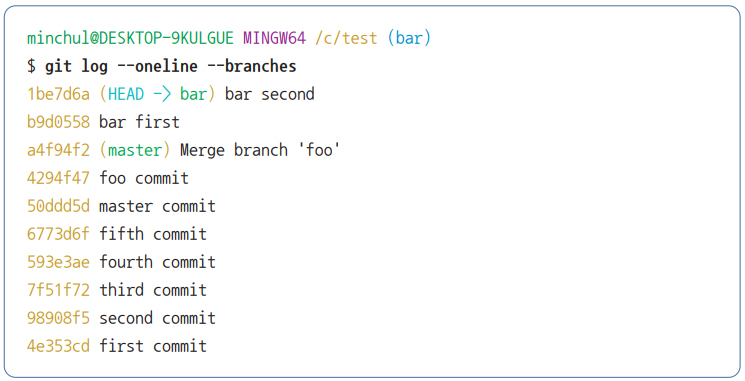 minchul@DESKTOP-9KULGUE MINGW64 /c/test (bar)
$ git log --oneline --branches
1be7d6a (HEAD -> bar) bar second
b9d0558 bar first
a4f94f2 (master) Merge branch 'foo'
4294f47 foo commit
50ddd5d master commit
6773d6f fifth commit
593e3ae fourth commit
7f51f72 third commit
98908f5 second commit
4e353cd first commit